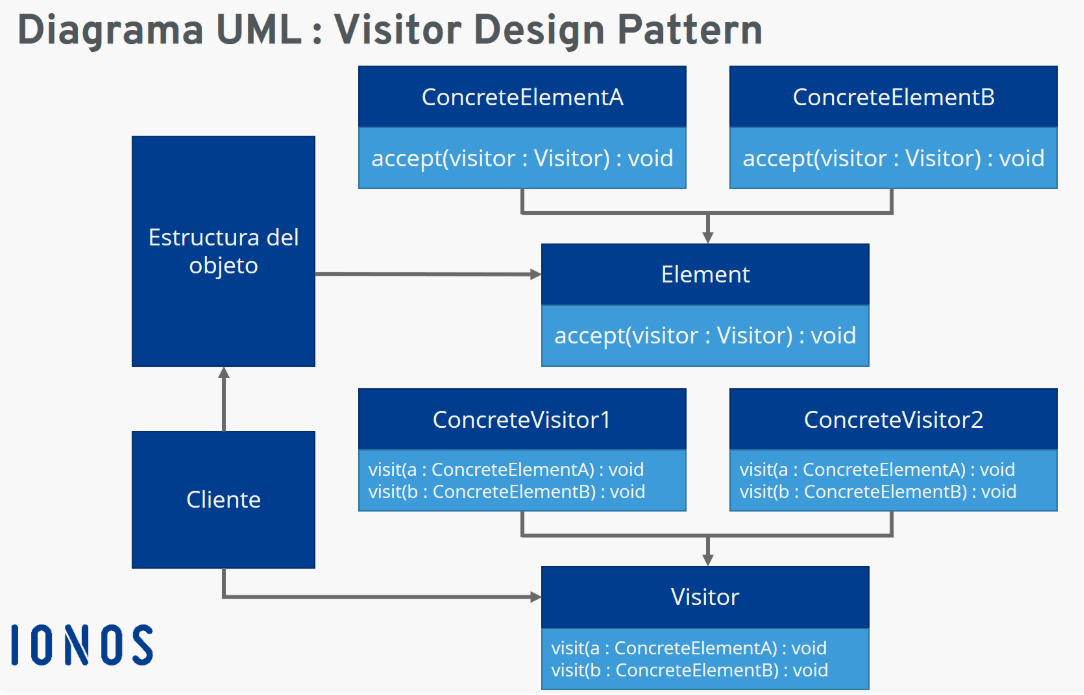 Diagrama UML : Visitor Design Pattern
ConcreteElementA
accept(visitor : Visitor) : void
ConcreteElementB
accept(visitor : Visitor) : void
Estructura del
objeto
Element
accept(visitor : Visitor) : void
Cliente
ConcreteVisitor1
visit(a : ConcreteElementA) : void
visit(b : ConcreteElementB) : void
ConcreteVisitor2
visit(a : ConcreteElementA) : void
visit(b : ConcreteElementB) : void
Visitor
visit(a : ConcreteElementA) : void
visit(b : ConcreteElementB) : void
IONOS